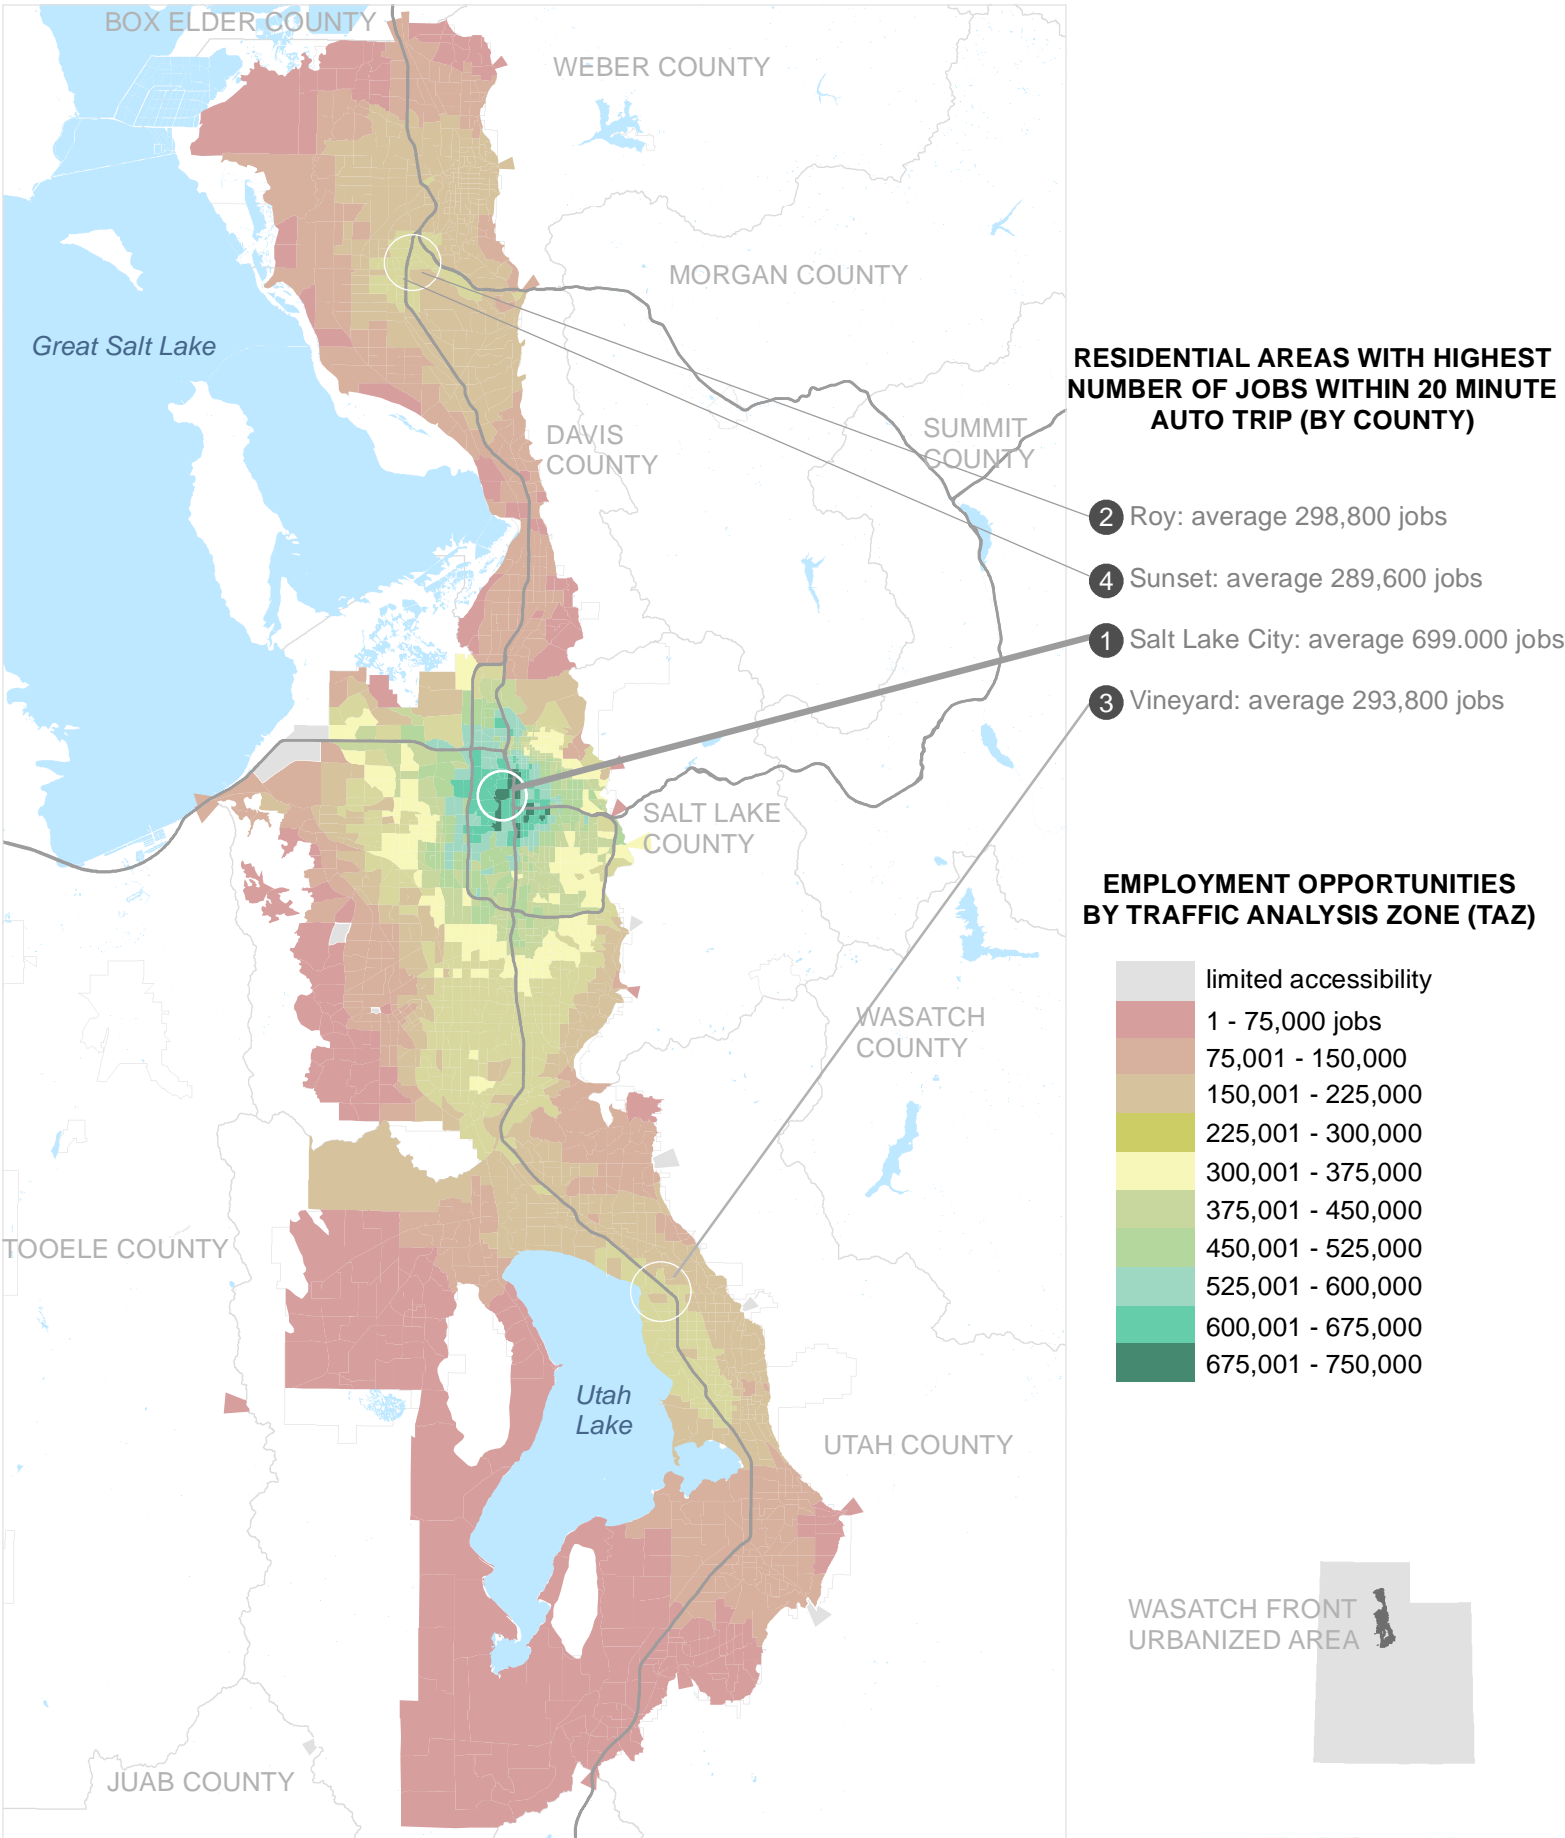 BOX ELDER COUNTY
WEBER COUNTY
MORGAN COUNTY
Great Salt Lake
DAVIS
COUNTY
SUMMIT
COUNTY
SALT LAKE
COUNTY
WASATCH
COUNTY
TOOELE COUNTY
Utah
Lake
UTAH COUNTY
JUAB COUNTY
RESIDENTIAL AREAS WITH HIGHEST
NUMBER OF JOBS WITHIN 20 MINUTE
AUTO TRIP (BY COUNTY)
2 Roy: average 298,800 jobs
4 Sunset: average 289,600 jobs
1 Salt Lake City: average 699.000 jobs
3 Vineyard: average 293,800 jobs
EMPLOYMENT OPPORTUNITIES
BY TRAFFIC ANALYSIS ZONE (TAZ)
limited accessibility
1 - 75,000 jobs
75,001 - 150,000
150,001 - 225,000
225,001 - 300,000
300,001 - 375,000
375,001 - 450,000
450,001 - 525,000
525,001 - 600,000
600,001 - 675,000
675,001 - 750,000
WASATCH FRONT
URBANIZED AREA